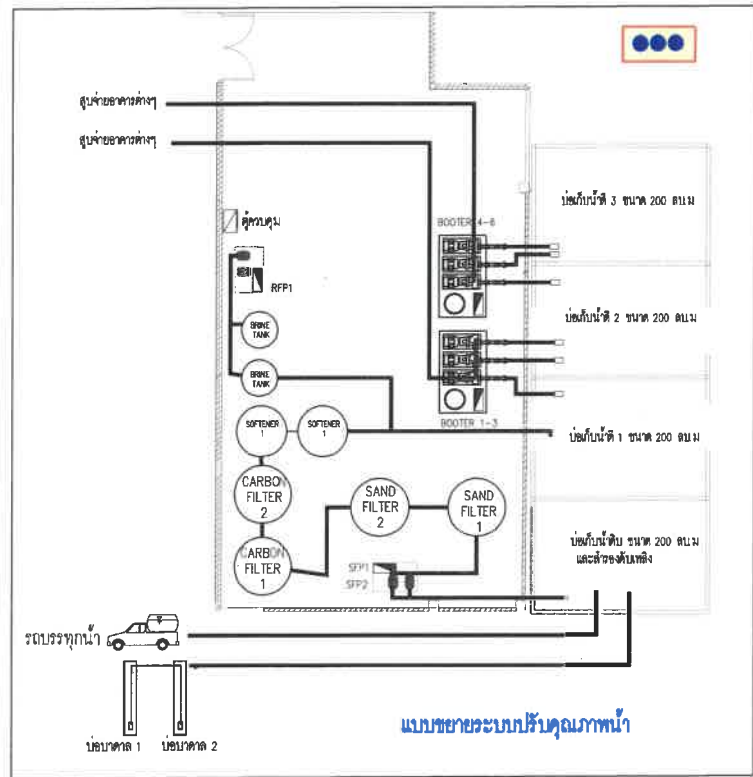 สูบจ่ายอาคารต่างๆ
สูบจ่ายอาคารต่างๆ
บ่อเก็บน้ำดี 3 ขนาด 200 ลบ.ม
ตู้ควบคุม
BOOTER 4-6
RFP1
บ่อเก็บน้ำดี 2 ขนาด 200 ลบ.ม
BRINE
TANK
BRINE
TANK
SOFTENER
1
SOFTENER
1
BOOTER 1-3
บ่อเก็บน้ำดี 1 ขนาด 200 ลบ.ม
CARBON
FILTER
2
SAND
FILTER
2
SAND
FILTER
1
CARBON
FILTER
1
SFP1
SFP2
บ่อเก็บน้ำดิบ ขนาด 200 ลบ.ม
และสำรองดับเพลิง
รถบรรทุกน้ำ
บ่อบาดาล 1
บ่อบาดาล 2
แบบขยายระบบปรับคุณภาพน้ำ